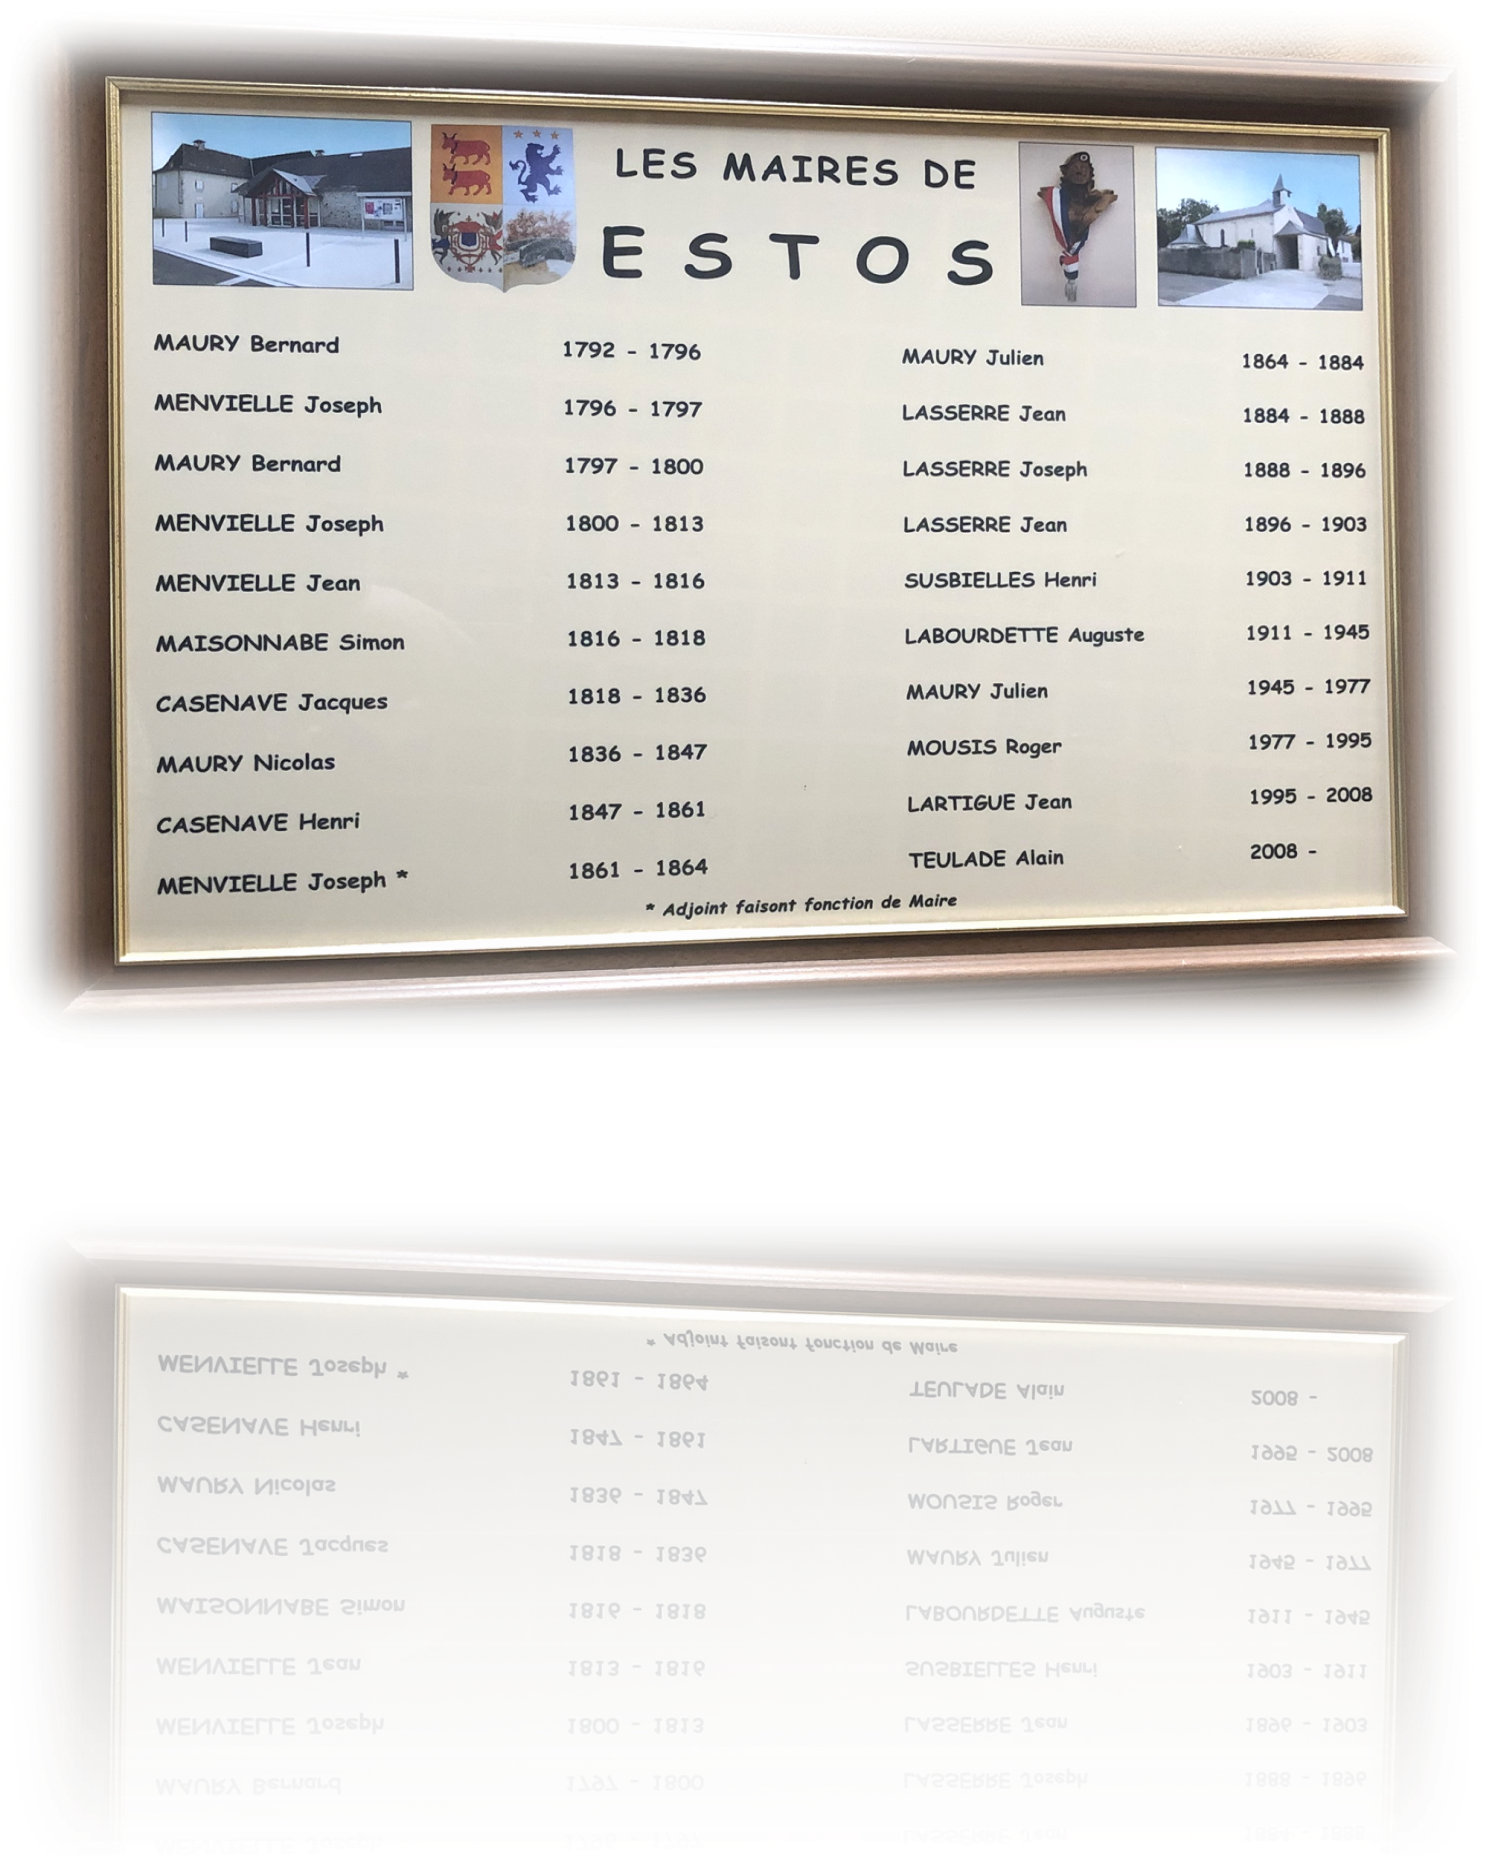 LES MAIRES DE
ESTOS
MAURY Bernard 1792 - 1796
MENVIELLE Joseph 1796 - 1797
MAURY Bernard 1797 - 1800
MENVIELLE Joseph 1800 - 1813
MENVIELLE Jean 1813 - 1816
MAISONNABE Simon 1816 - 1818
CASENAVE Jacques 1818 - 1836
MAURY Nicolas 1836 - 1847
CASENAVE Henri 1847 - 1861
MENVIELLE Joseph * 1861 - 1864
MAURY Julien 1864 - 1884
LASSERRE Jean 1884 - 1888
LASSERRE Joseph 1888 - 1896
LASSERRE Jean 1896 - 1903
SUSBIELLES Henri 1903 - 1911
LABOURDETTE Auguste 1911 - 1945
MAURY Julien 1945 - 1977
MOUSIS Roger 1977 - 1995
LARTIGUE Jean 1995 - 2008
TEULADE Alain 2008 -
* Adjoint faisont fonction de Maire